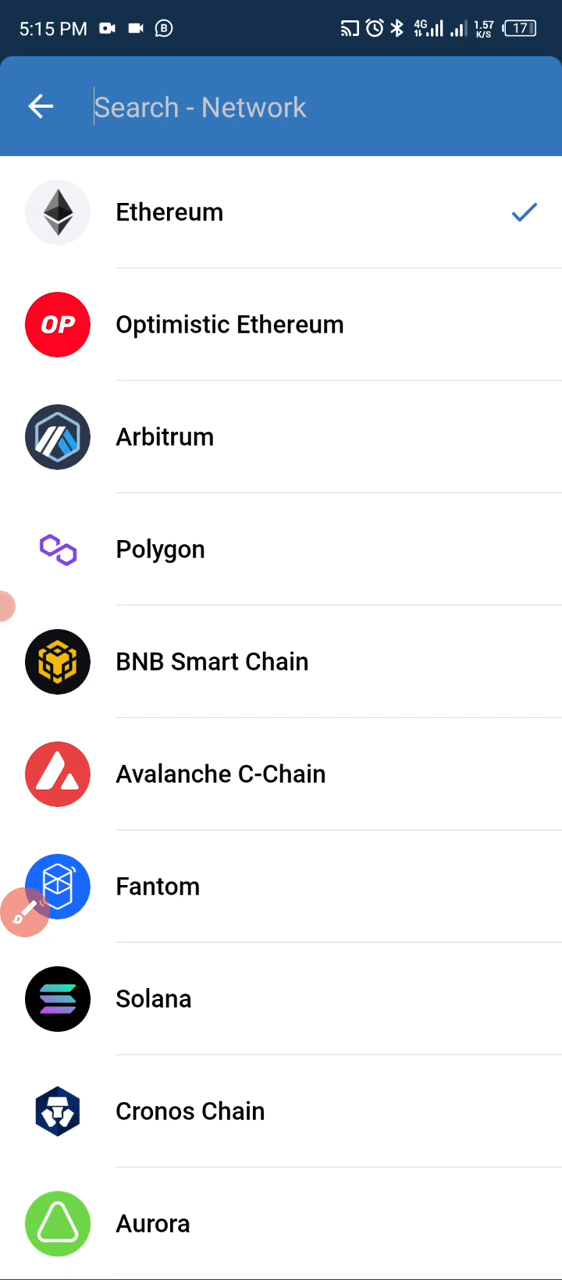 5:15 PM B 4G 1.57 K/S 17
Search - Network
Ethereum
OP Optimistic Ethereum
Arbitrum
Polygon
BNB Smart Chain
Avalanche C-Chain
Fantom
Solana
Cronos Chain
Aurora